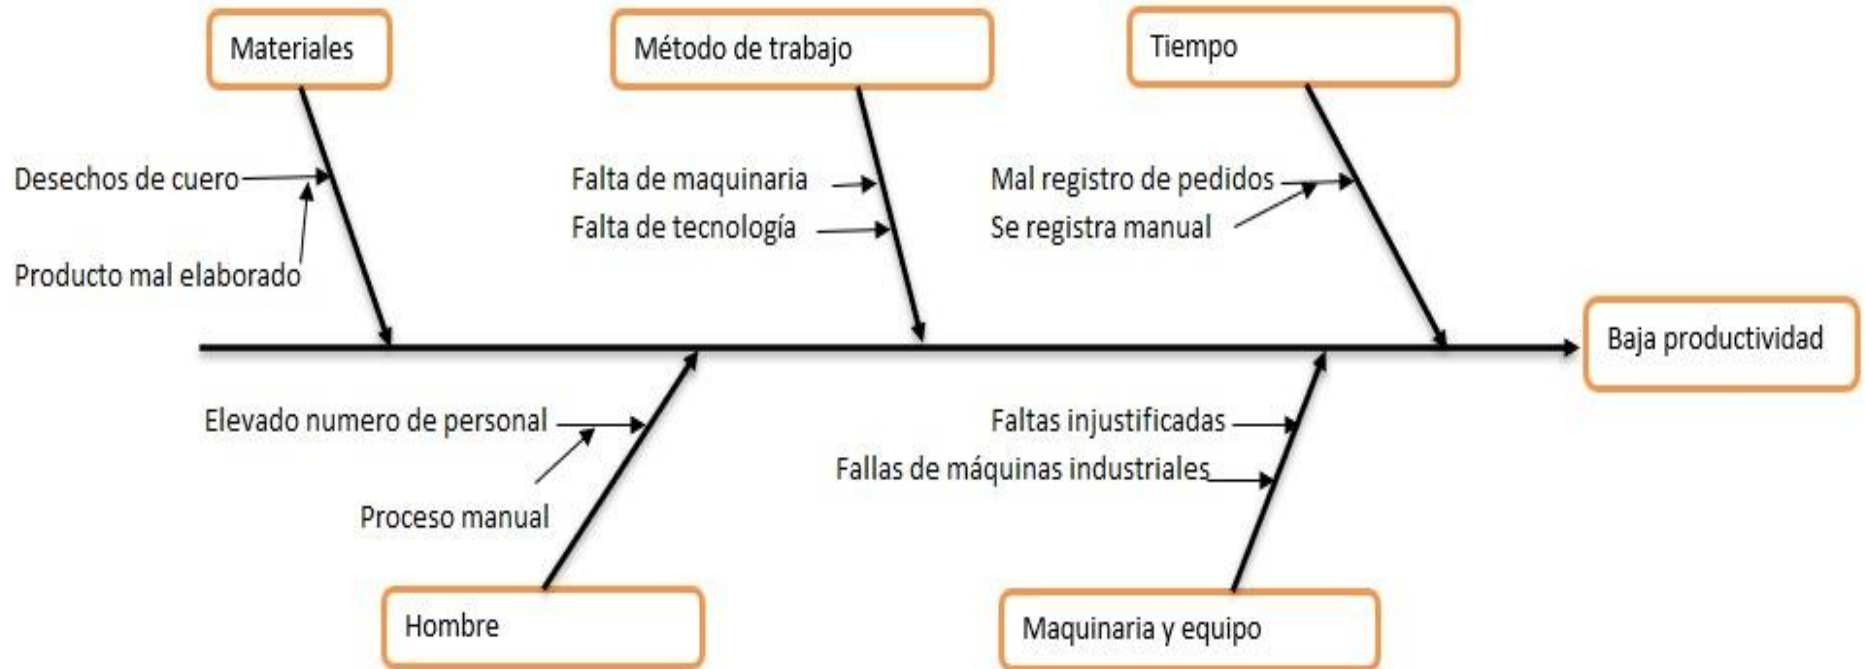 Materiales
Método de trabajo
Tiempo
Desechos de cuero
Producto mal elaborado
Falta de maquinaria
Falta de tecnología
Mal registro de pedidos
Se registra manual
Baja productividad
Elevado numero de personal
Proceso manual
Faltas injustificadas
Fallas de máquinas industriales
Hombre
Maquinaria y equipo